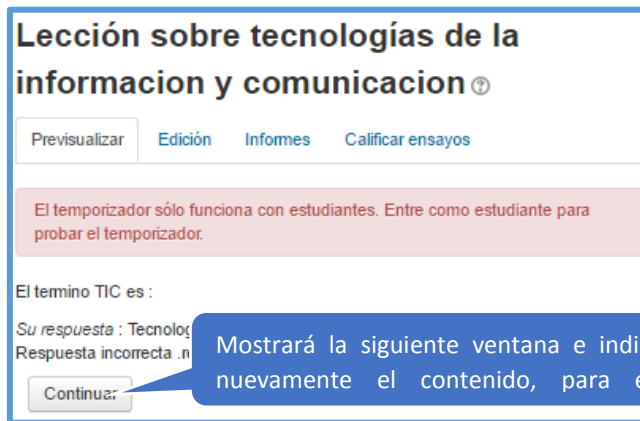 Lección sobre tecnologías de la
informacion y comunicacion
Previsualizar Edición Informes Calificar ensayos
El temporizador sólo funciona con estudiantes. Entre como estudiante para
probar el temporizador.
El termino TIC es :
Su respuesta :
Respuesta incorrecta
Mostrará la siguiente ventana e
nuevamente el contenido, para
Continuar